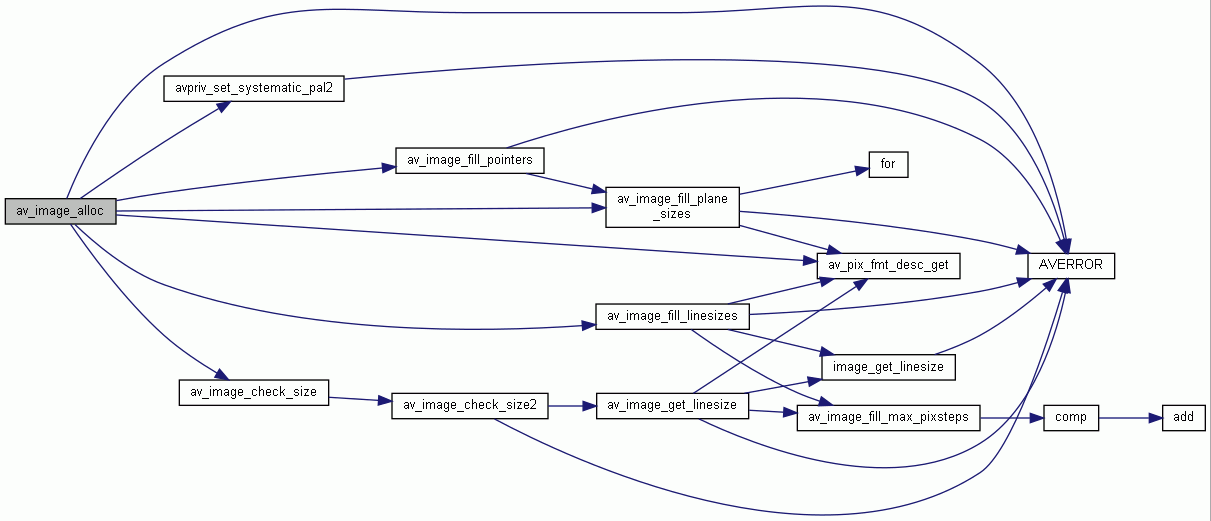 avpriv_set_systematic_pal2
av_image_fill_pointers
for
av_image_fill_plane
_sizes
av_image_alloc
av_pix_fmt_desc_get
AVERROR
av_image_fill_linesizes
image_get_linesize
av_image_check_size
av_image_check_size2
av_image_get_linesize
av_image_fill_max_pixsteps
comp
add